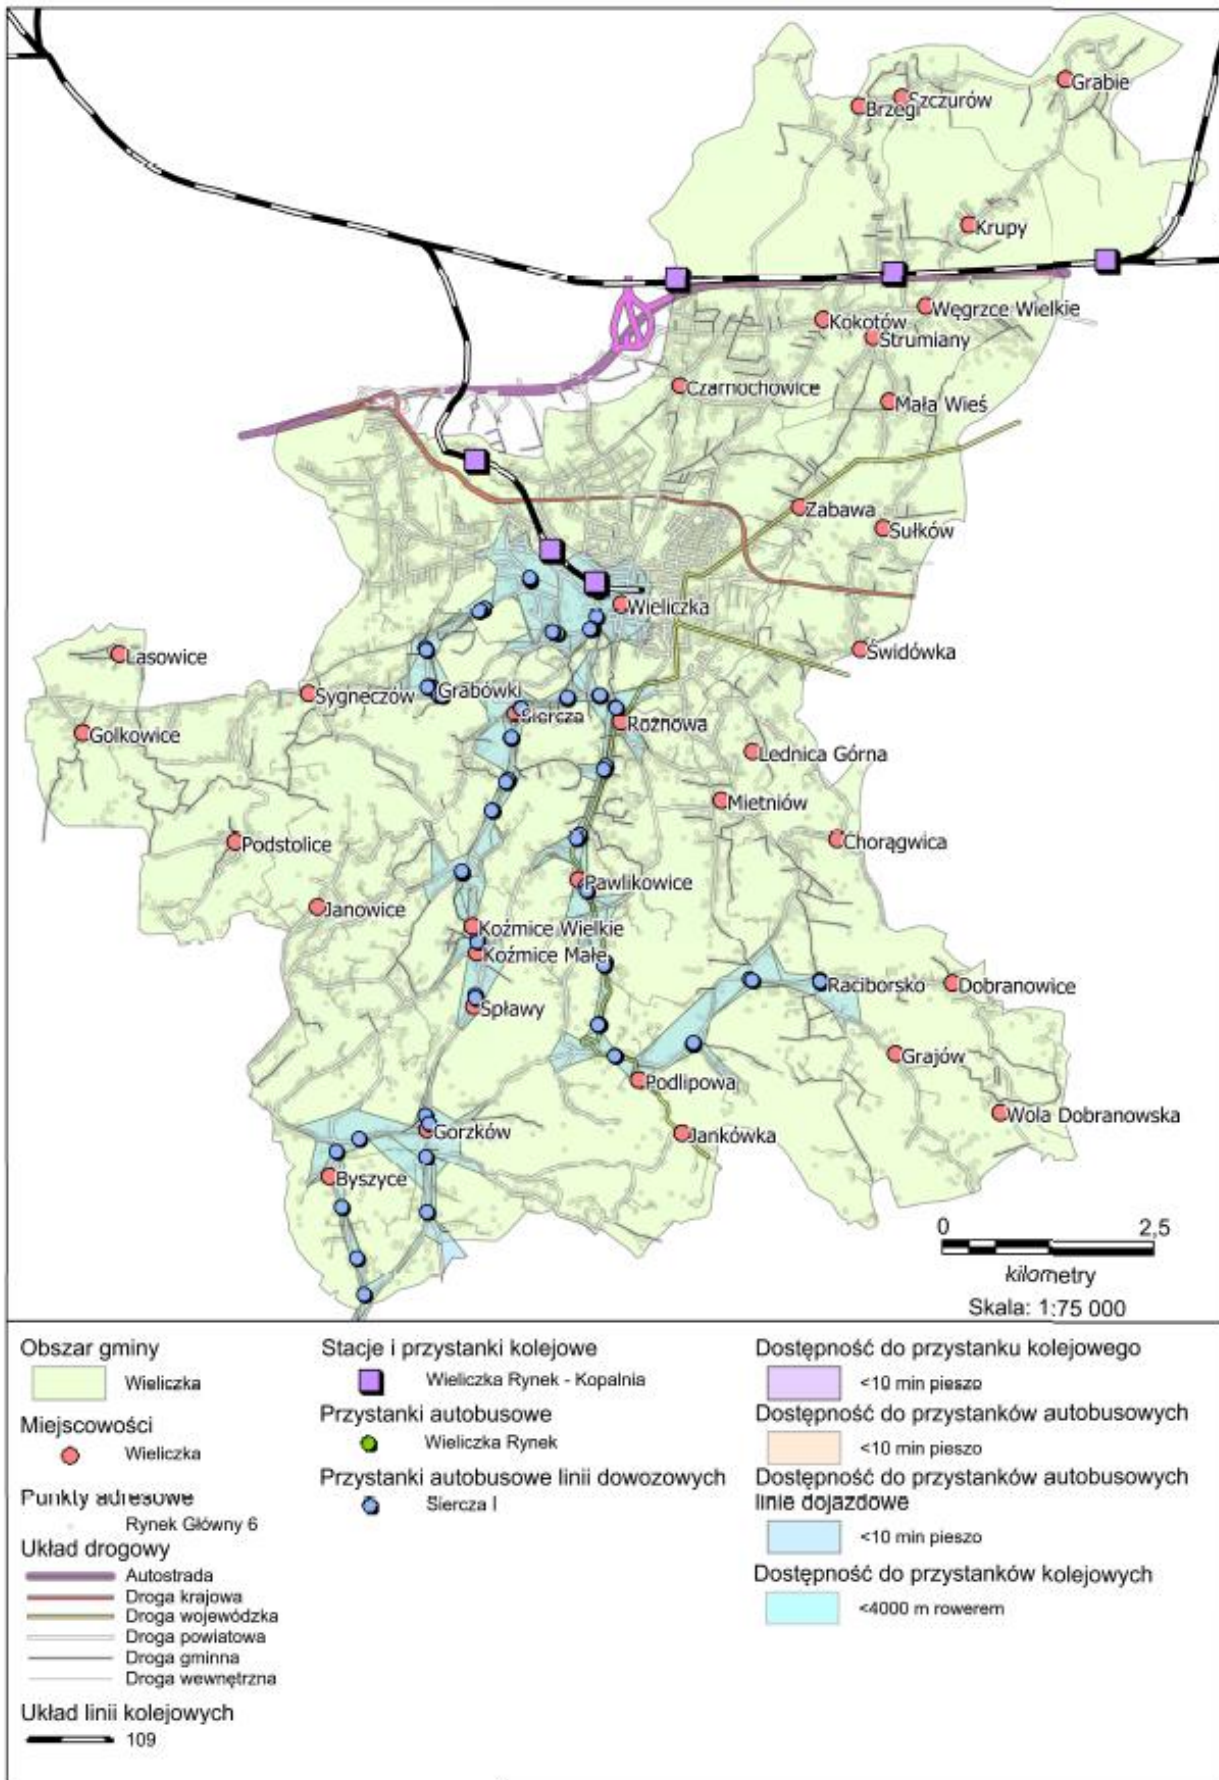 Grabie
Szczurów
Brzegi
Krupy
Węgrzce Wielkie
Kokotów
Strumiany
Czarnochowice
Mała Wieś
Zabawa
Sułków
Wieliczka
Świdówka
Lasowice
Sygneczów
Grabówki
Siercza
Rożnowa
Golkowice
Lednica Górna
Mietniów
Chorągwica
Podstolice
Pawlikowice
Janowice
Koźmice Wielkie
Koźmice Małe
Raciborsko
Dobranowice
Spławy
Grajów
Podlipowa
Wola Dobranowska
Gorzków
Jankówka
Byszyce
0 2,5
kilometry
Skala: 1:75 000
Obszar gminy
Wieliczka
Miejscowości
Wieliczka
Punkty adresowe
Rynek Główny 6
Układ drogowy
Autostrada
Droga krajowa
Droga wojewódzka
Droga powiatowa
Droga gminna
Droga wewnętrzna
Układ linii kolejowych
109
Stacje i przystanki kolejowe
Wieliczka Rynek - Kopalnia
Przystanki autobusowe
Wieliczka Rynek
Przystanki autobusowe linii dowozowych
Siercza I
Dostępność do przystanku kolejowego
<10 min pieszo
Dostępność do przystanków autobusowych
<10 min pieszo
Dostępność do przystanków autobusowych
linie dojazdowe
<10 min pieszo
Dostępność do przystanków kolejowych
<4000 m rowerem